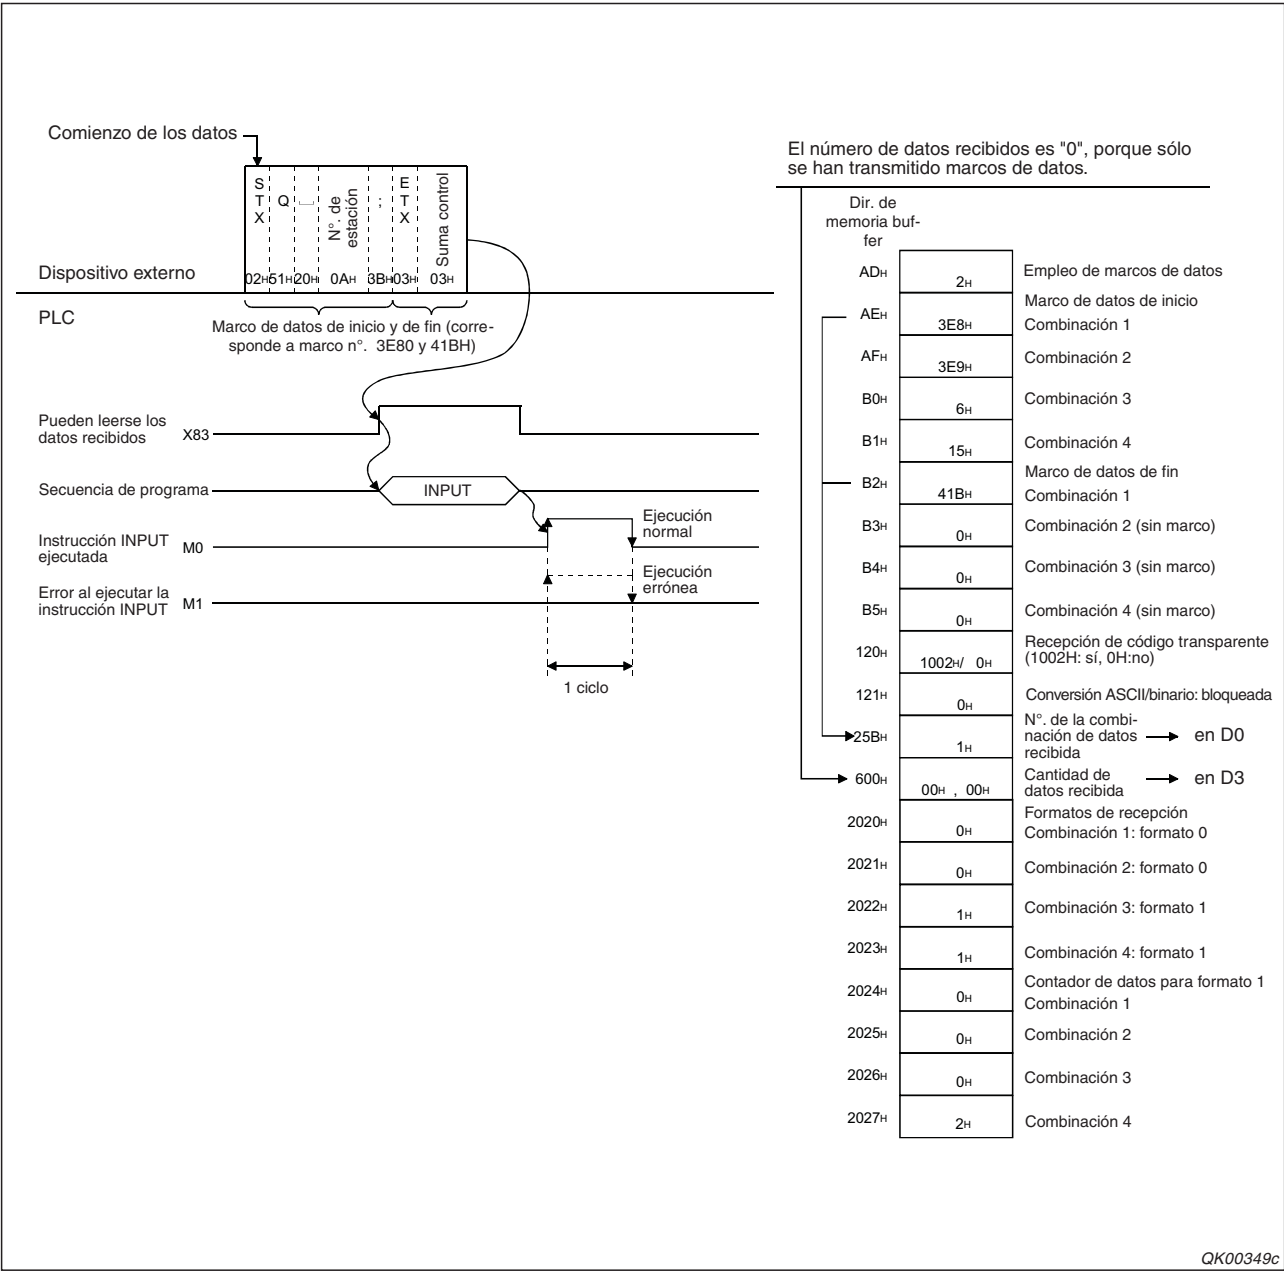 Comienzo de los datos
STX
Q
N°. de estación
;
ETX
Suma control
02H 51H 20H 0AH 3BH 03H 03H
Dispositivo externo
PLC
Marco de datos de inicio y de fin (corre-
sponde a marco n°. 3E80 y 41BH)
Pueden leerse los
datos recibidos
X83
Secuencia de programa
INPUT
Instrucción INPUT
ejecutada
M0
Ejecución
normal
Error al ejecutar la
instrucción INPUT
M1
Ejecución
errónea
1 ciclo
El número de datos recibidos es "0", porque sólo
se han transmitido marcos de datos.
Dir. de
memoria buf-
fer
ADH 2H Empleo de marcos de datos
Marco de datos de inicio
AEH 3E8H Combinación 1
AFH 3E9H Combinación 2
B0H 6H Combinación 3
B1H 15H Combinación 4
Marco de datos de fin
B2H 41BH Combinación 1
B3H 0H Combinación 2 (sin marco)
B4H 0H Combinación 3 (sin marco)
B5H 0H Combinación 4 (sin marco)
120H 1002H/ 0H Recepción de código transparente
(1002H: sí, 0H:no)
121H 0H Conversión ASCII/binario: bloqueada
25BH 1H N°. de la combi-
nación de datos
recibida
en D0
600H 00H , 00H Cantidad de
datos recibida
en D3
Formatos de recepción
2020H 0H Combinación 1: formato 0
2021H 0H Combinación 2: formato 0
2022H 1H Combinación 3: formato 1
2023H 1H Combinación 4: formato 1
Contador de datos para formato 1
2024H 0H Combinación 1
2025H 0H Combinación 2
2026H 0H Combinación 3
2027H 2H Combinación 4
QK00349c